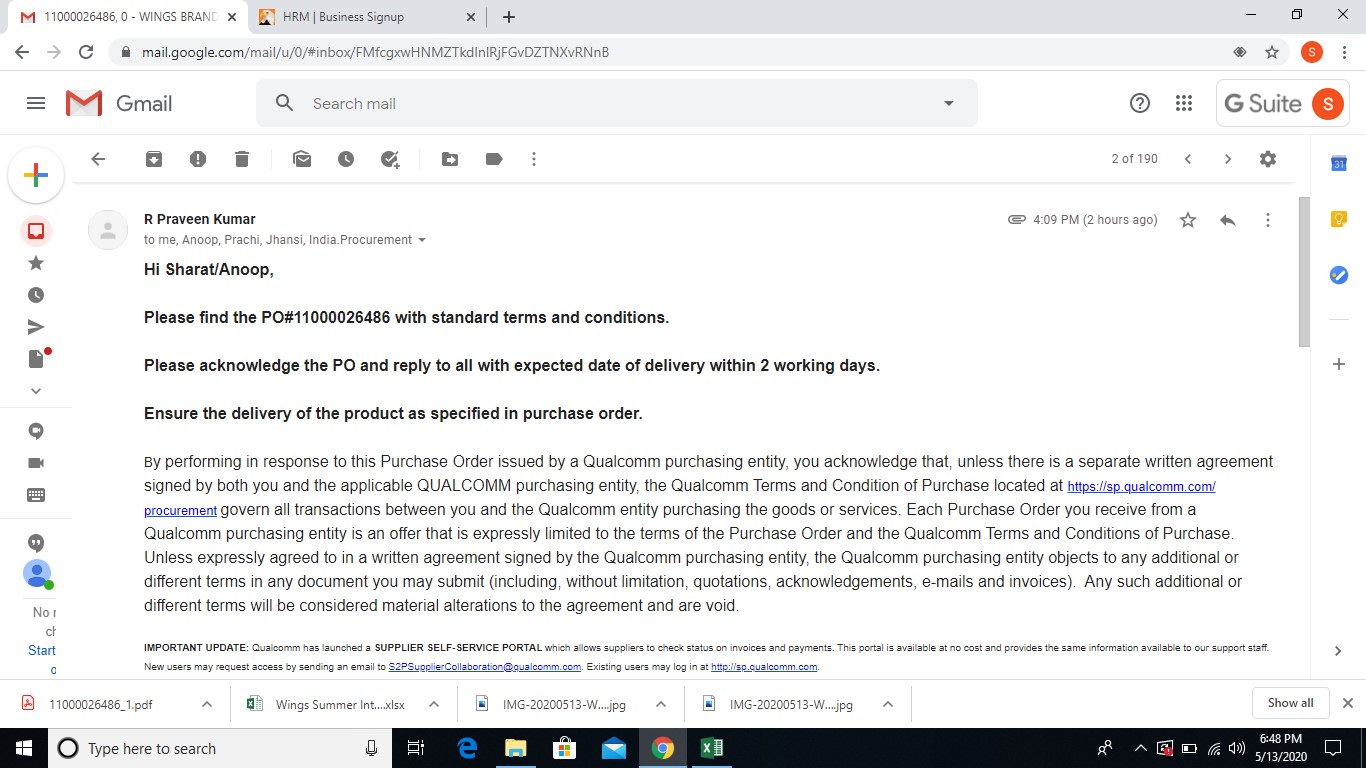 11000026486, 0 - WINGS BRAND
HRM | Business Signup
mail.google.com/mail/u/0/#inbox/FMfcgxwHNMZTkdlnlRjFGvDZTNXvRNnB
S
Gmail
Search mail
G Suite
S
2 of 190
31
R Praveen Kumar
4:09 PM (2 hours ago)
to me, Anoop, Prachi, Jhansi, India.Procurement
Hi Sharat/Anoop,
Please find the PO#11000026486 with standard terms and conditions.
Please acknowledge the PO and reply to all with expected date of delivery within 2 working days.
Ensure the delivery of the product as specified in purchase order.
By performing in response to this Purchase Order issued by a Qualcomm purchasing entity, you acknowledge that, unless there is a separate written agreement
signed by both you and the applicable QUALCOMM purchasing entity, the Qualcomm Terms and Condition of Purchase located at https://sp.qualcomm.com/
procurement govern all transactions between you and the Qualcomm entity purchasing the goods or services. Each Purchase Order you receive from a
Qualcomm purchasing entity is an offer that is expressly limited to the terms of the Purchase Order and the Qualcomm Terms and Conditions of Purchase.
Unless expressly agreed to in a written agreement signed by the Qualcomm purchasing entity, the Qualcomm purchasing entity objects to any additional or
different terms in any document you may submit (including, without limitation, quotations, acknowledgements, e-mails and invoices).  Any such additional or
different terms will be considered material alterations to the agreement and are void.
IMPORTANT UPDATE: Qualcomm has launched a SUPPLIER SELF-SERVICE PORTAL which allows suppliers to check status on invoices and payments. This portal is available at no cost and provides the same information available to our support staff.
New users may request access by sending an email to S2PSupplierCollaboration@qualcomm.com. Existing users may log in at http://sp.qualcomm.com.
No r
ch
Start
o
11000026486_1.pdf
Wings Summer Int....xlsx
IMG-20200513-W....jpg
IMG-20200513-W....jpg
Show all
Type here to search
6:48 PM
5/13/2020